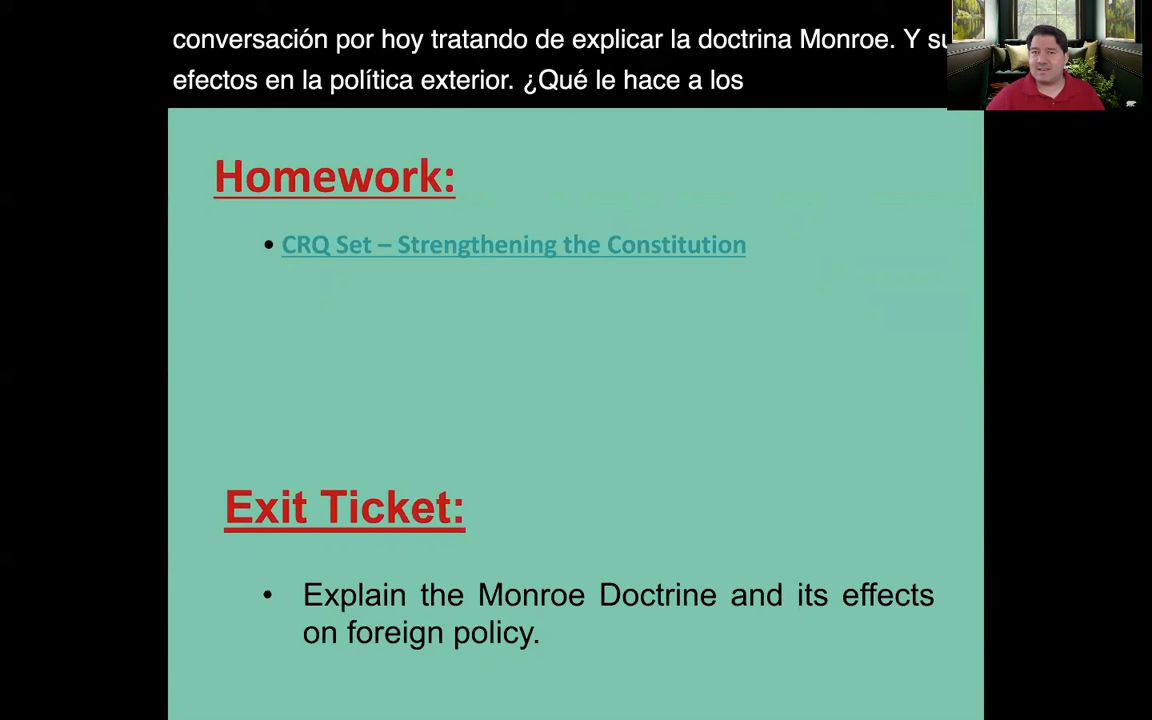 conversación por hoy tratando de explicar la doctrina Monroe. Y su
efectos en la política exterior. ¿Qué le hace a los
Homework:
• CRQ Set – Strengthening the Constitution
Exit Ticket:
• Explain the Monroe Doctrine and its effects
on foreign policy.